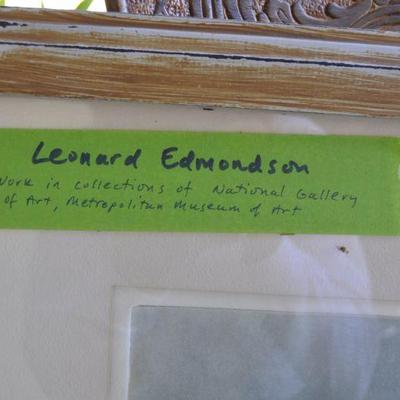 Leonard Edmondson
Work in collections of National Gallery
of Art, Metropolitan Museum of Art